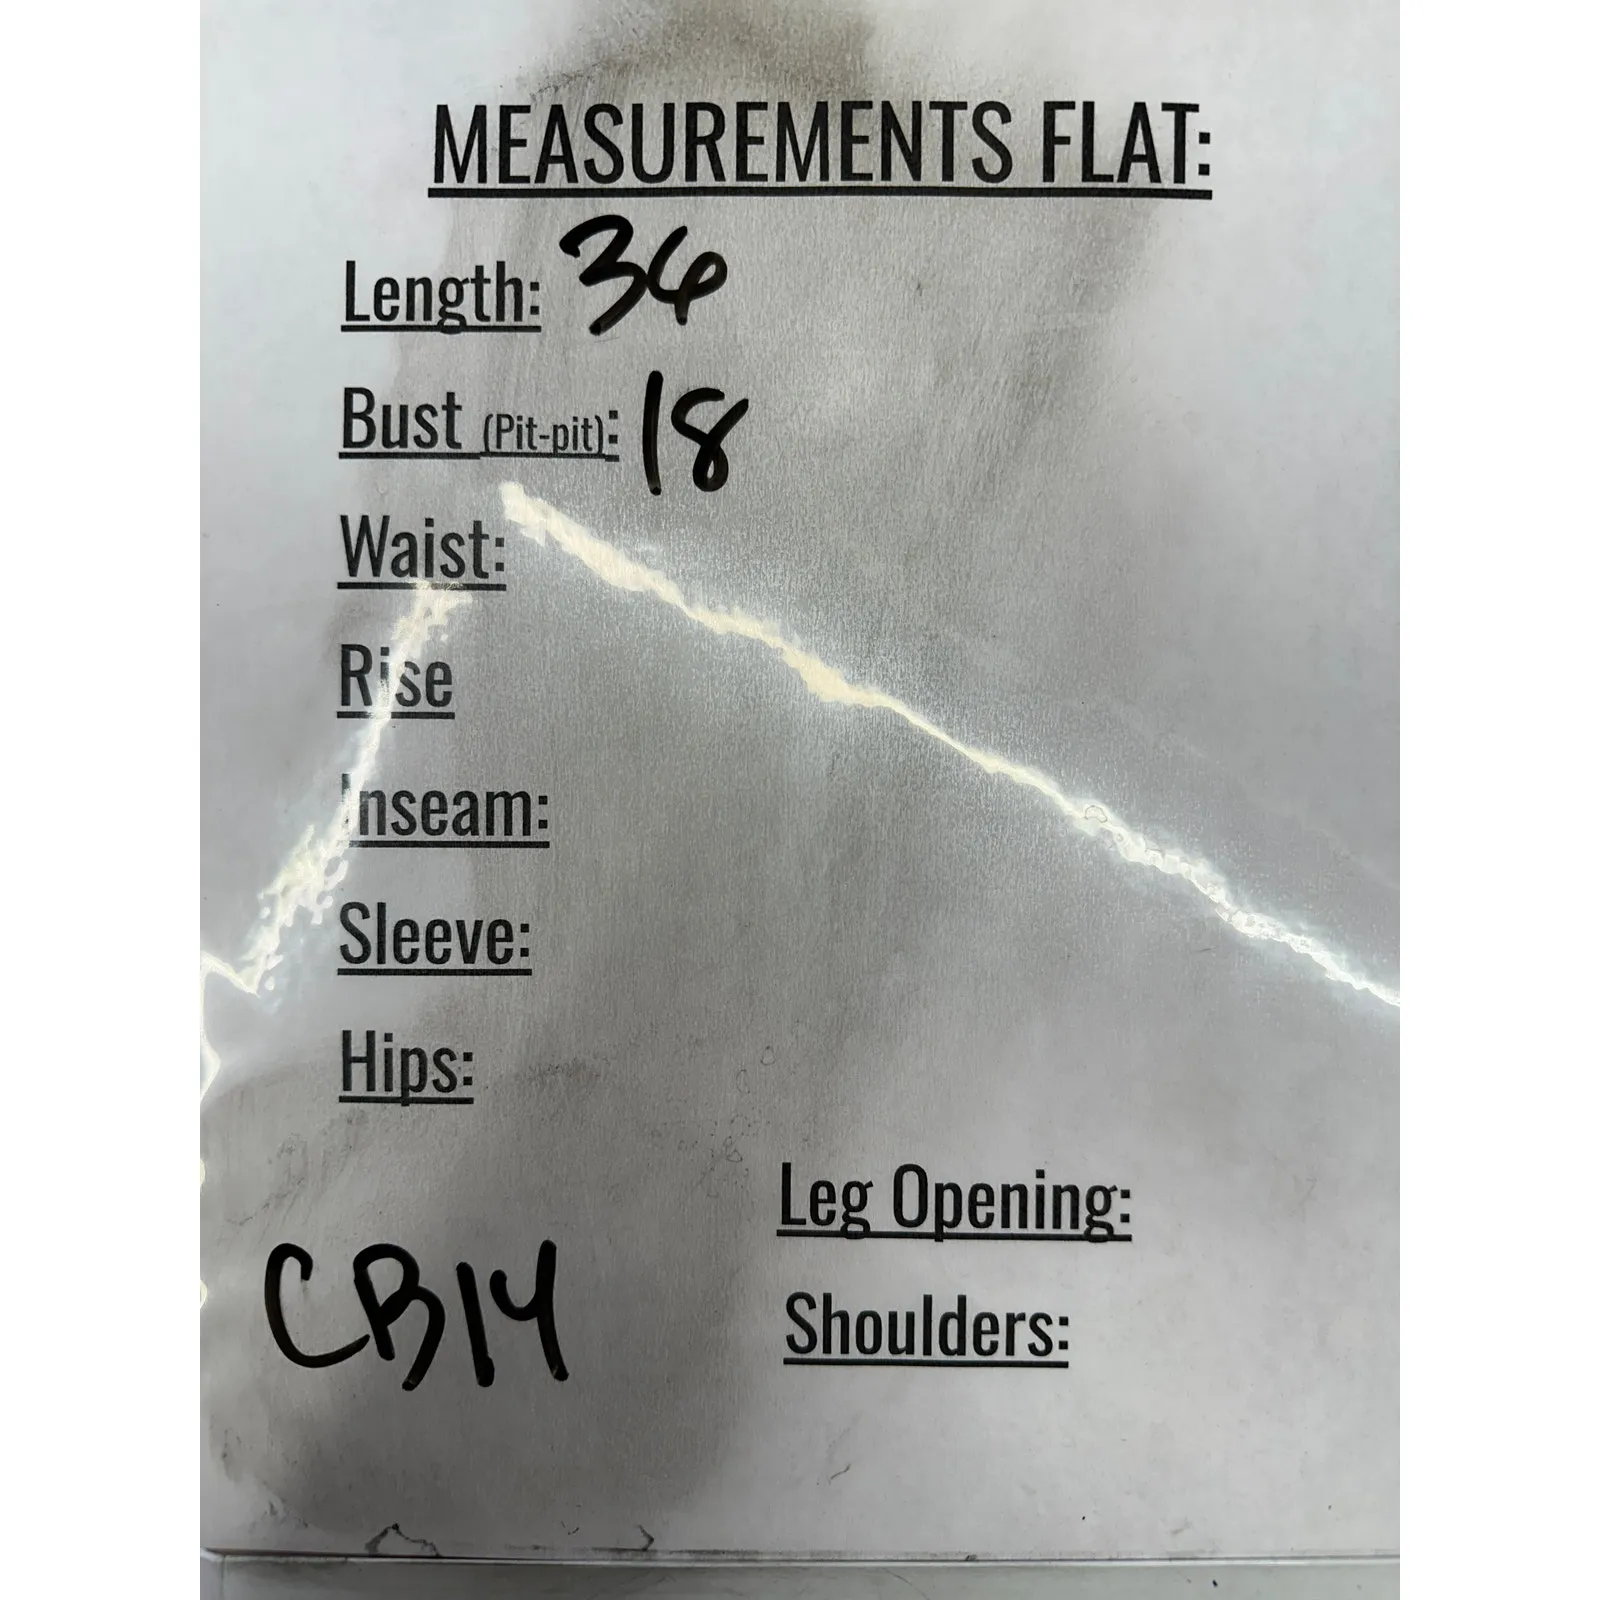 MEASUREMENTS FLAT:
Length: 36
Bust (Pit-pit): 18
Waist:
Rise
Inseam:
Sleeve:
Hips:
Leg Opening:
CB14
Shoulders: